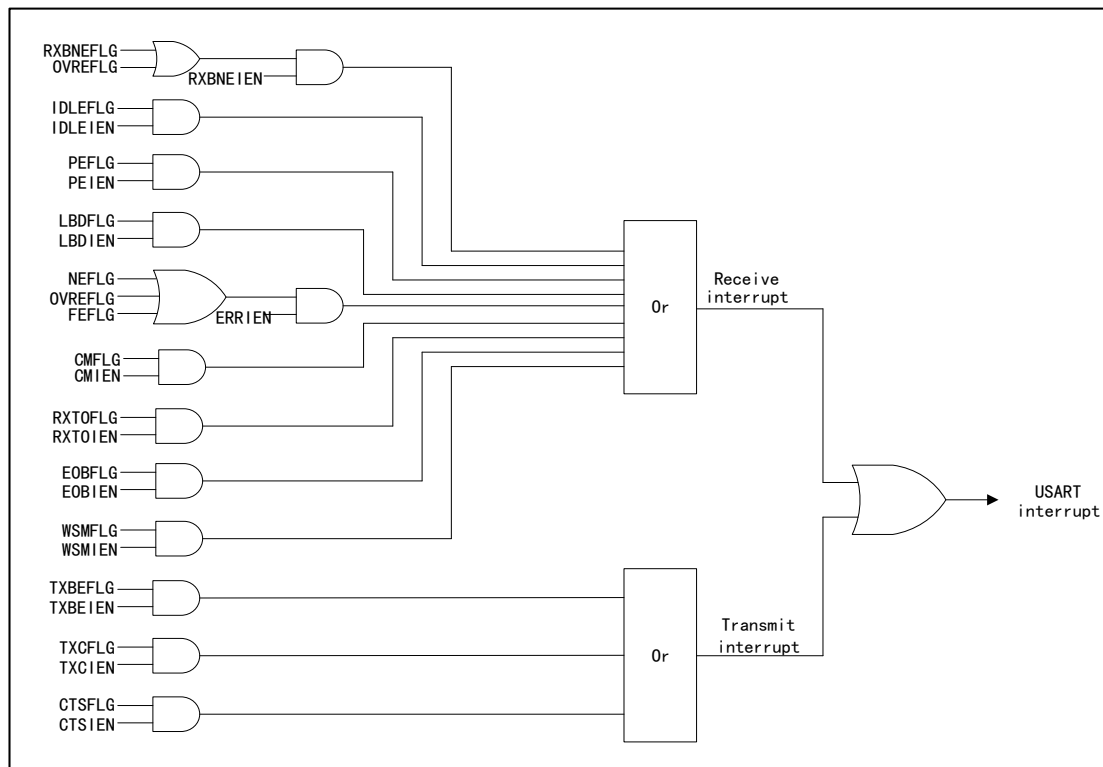 RXBNEFLG
OVREFLG
RXBNEIEN
IDLEFLG
IDLEIEN
PEFLG
PEIEN
LBDFLG
LBDIEN
NEFLG
OVREFLG
FEFLG
ERRIEN
CMFLG
CMIEN
RXTOFLG
RXTOIEN
EOBFLG
EOBIEN
WSMFLG
WSMIEN
Or
Receive
interrupt
TXBEFLG
TXBEIEN
TXCFLG
TXCIEN
CTSFLG
CTSIEN
Or
Transmit
interrupt
USART
interrupt